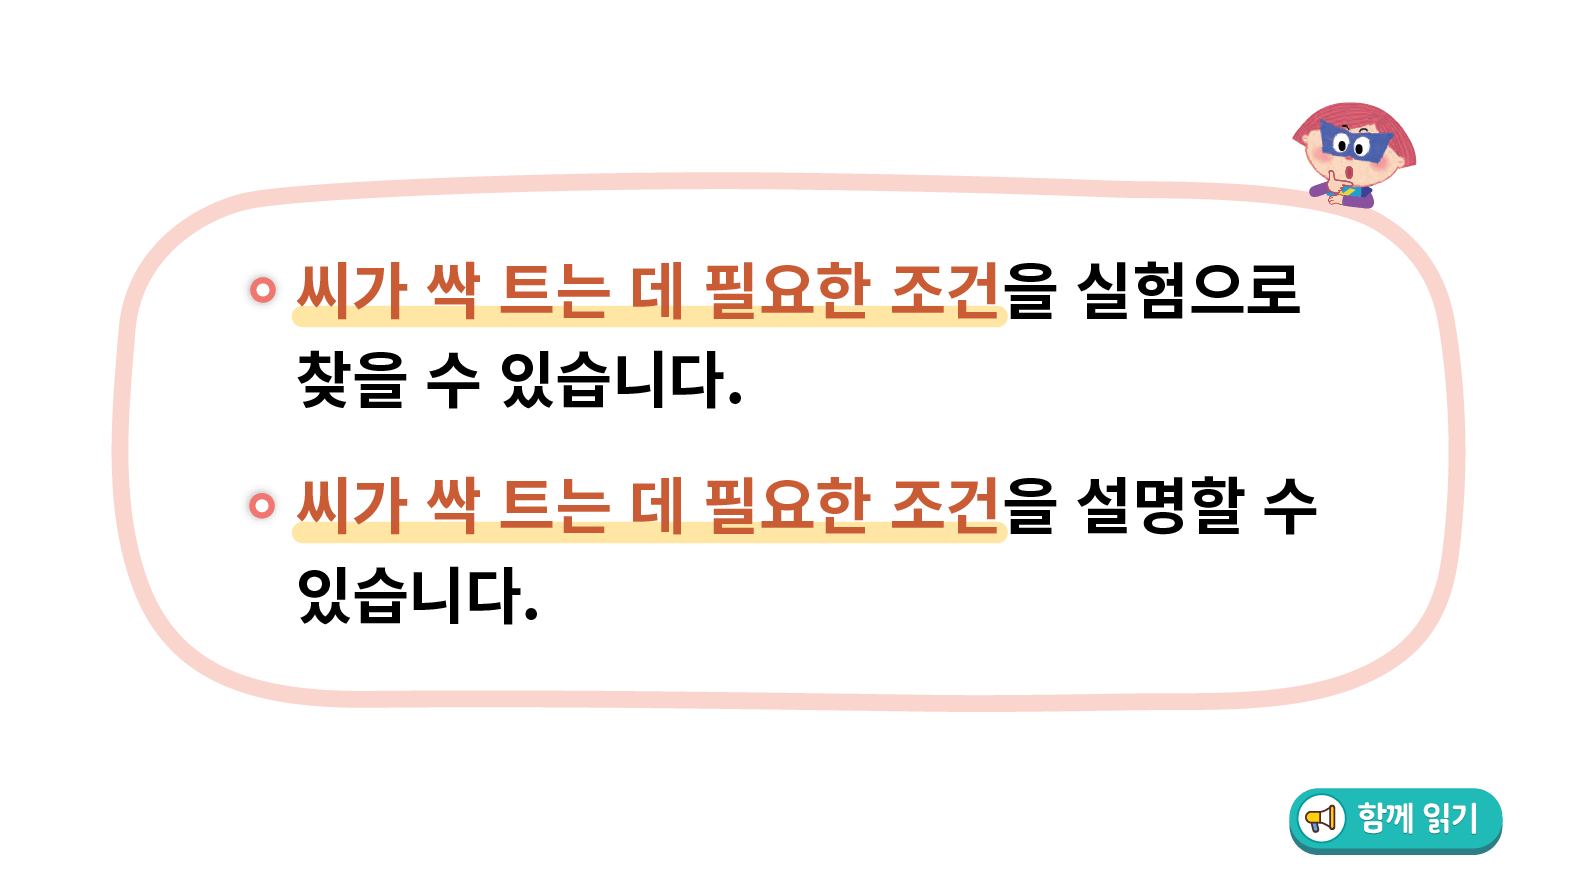 씨가 싹 트는 데 필요한 조건을 실험으로
찾을 수 있습니다.
씨가 싹 트는 데 필요한 조건을 설명할 수
있습니다.
함께 읽기